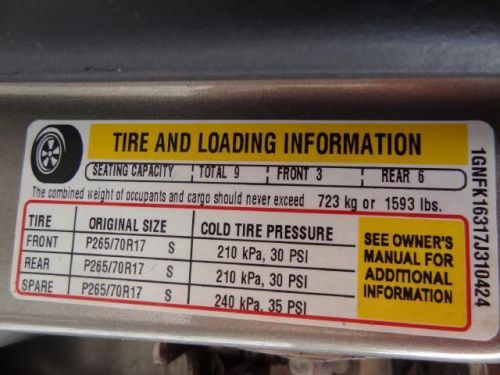 TIRE AND LOADING INFORMATION
SEATING CAPACITY TOTAL 9 FRONT 3 REAR 6
The combined weight of occupants and cargo should never exceed 723 kg or 1593 lbs.
TIRE ORIGINAL SIZE COLD TIRE PRESSURE
FRONT P265/70R17 S 210 kPa, 30 PSI
REAR P265/70R17 S 210 kPa, 30 PSI
SPARE P265/70R17 S 240 kPa, 35 PSI
SEE OWNER'S
MANUAL FOR
ADDITIONAL
INFORMATION
1GNFK16317J310424